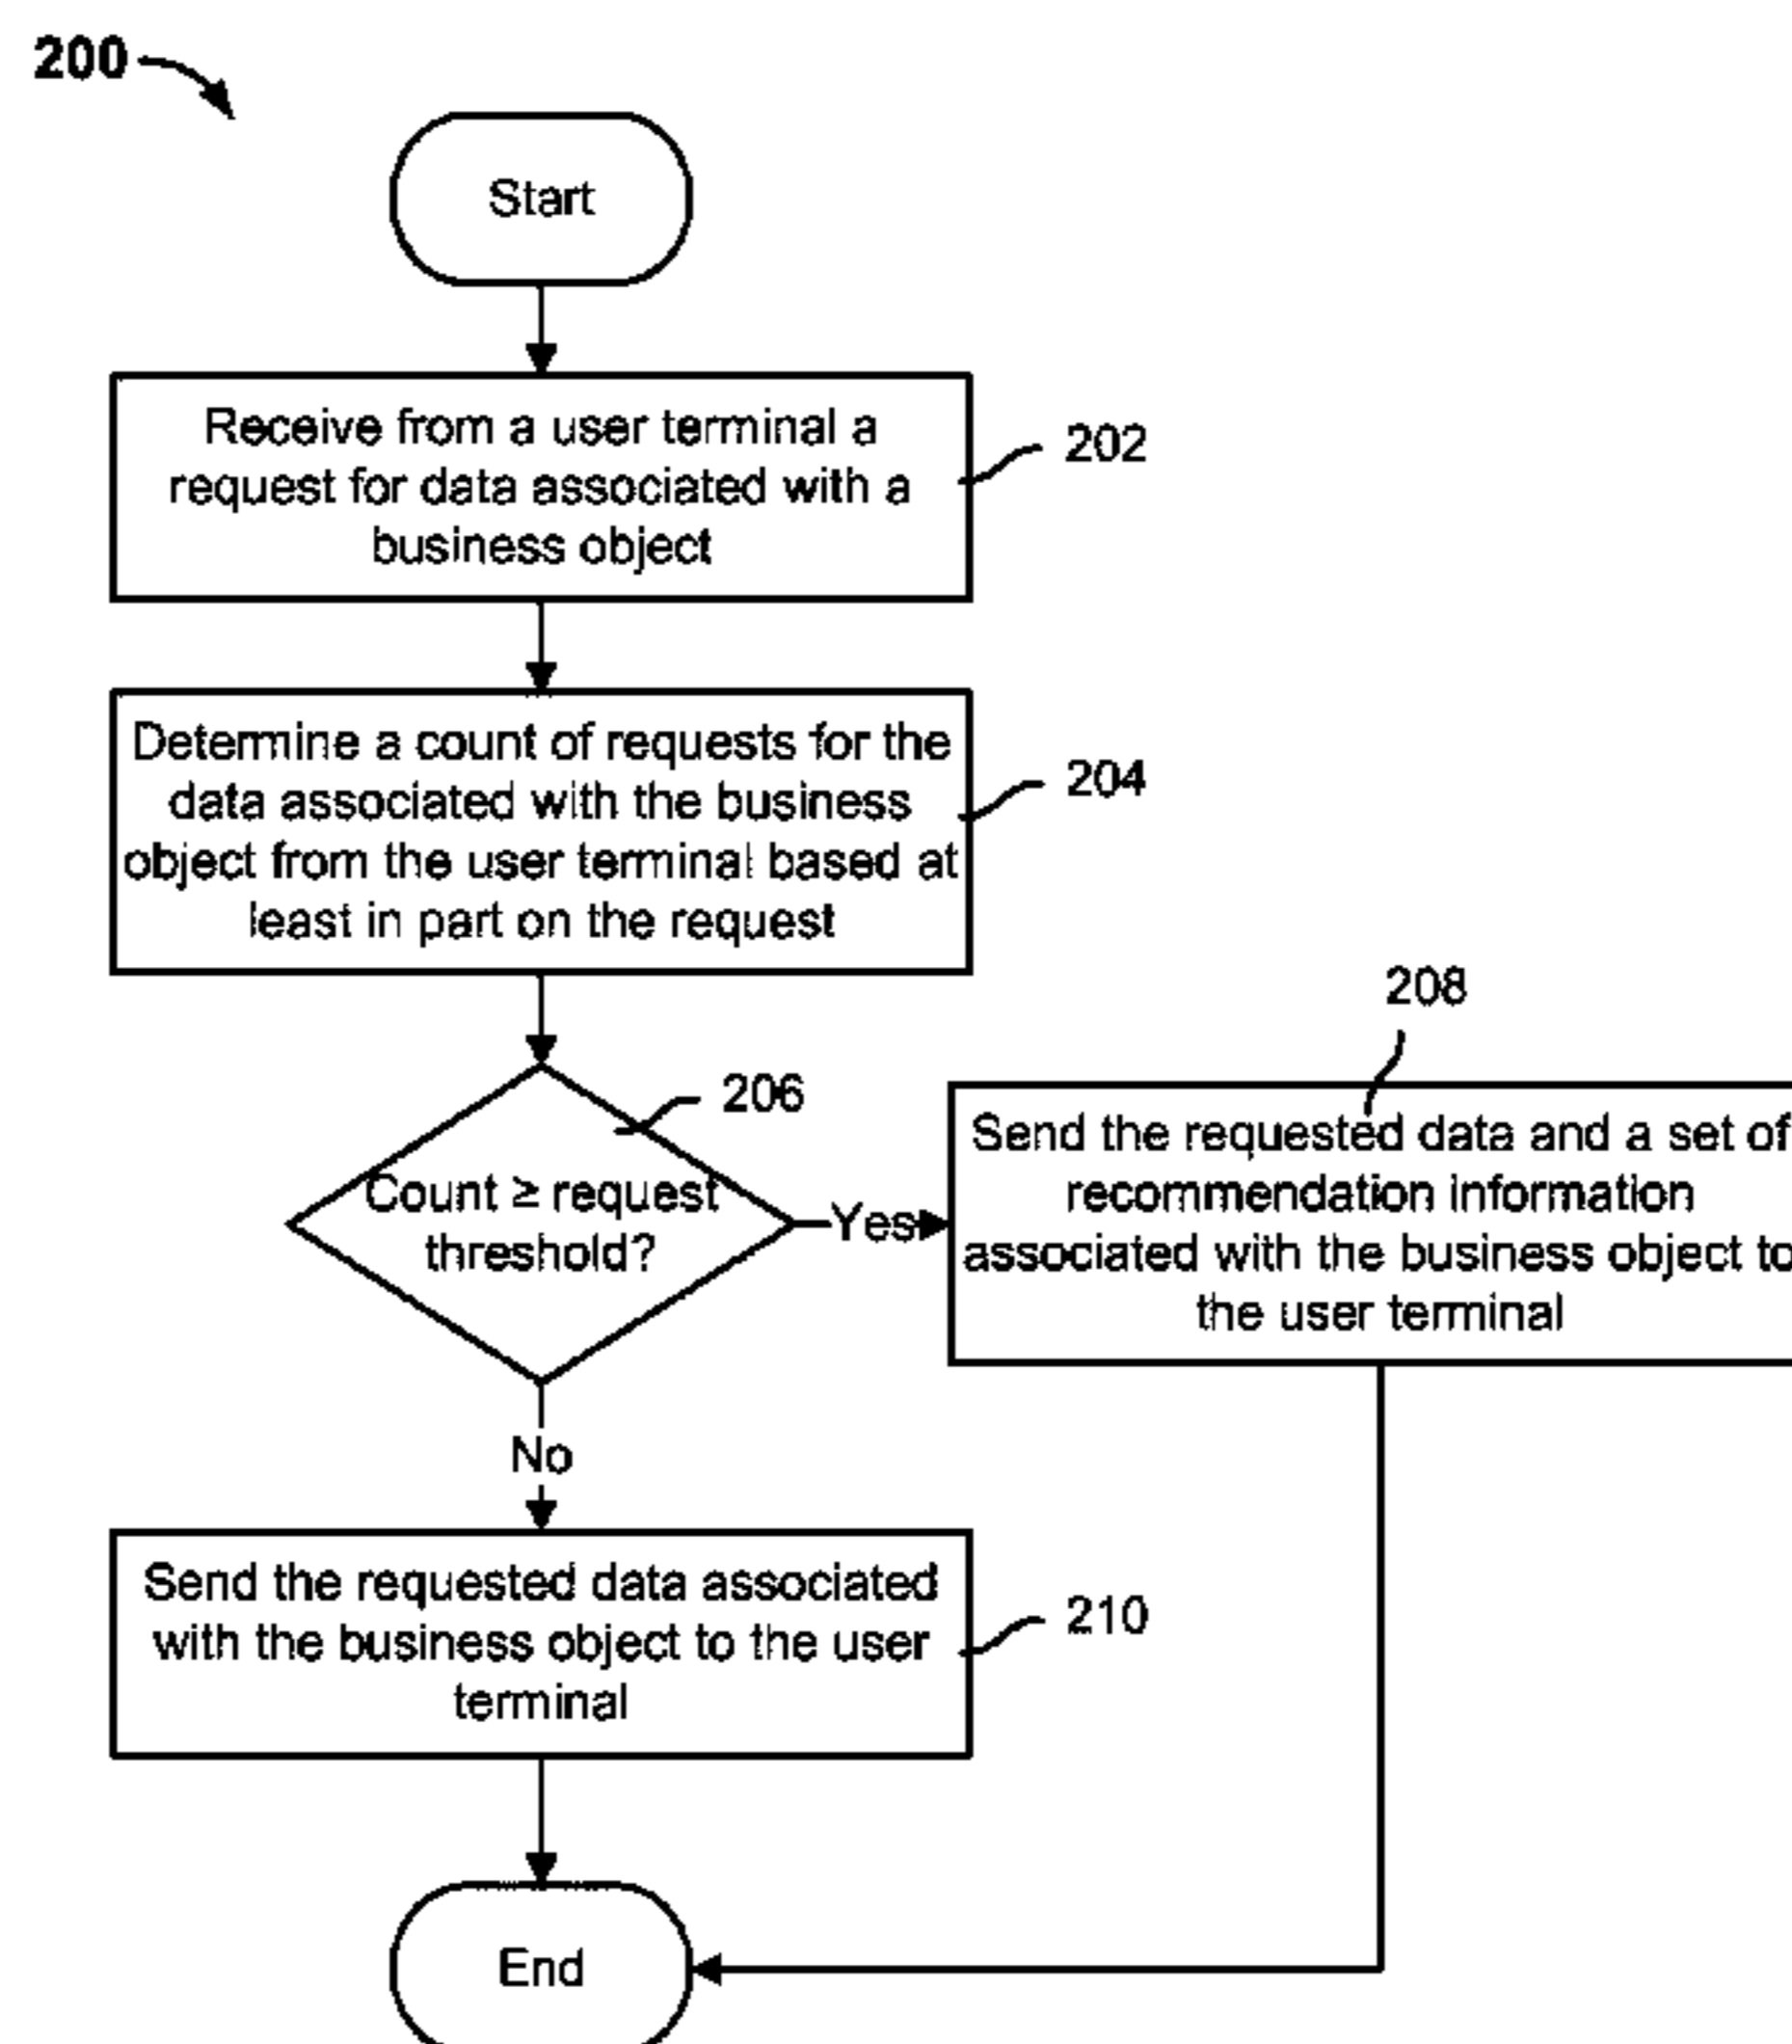 200
Start
Receive from a user terminal a
request for data associated with a
business object
202
Determine a count of requests for the
data associated with the business
object from the user terminal based at
least in part on the request
204
206
Count ≥ request
threshold?
Yes
208
Send the requested data and a set of
recommendation information
associated with the business object to
the user terminal
No
Send the requested data associated
with the business object to the user
terminal
210
End